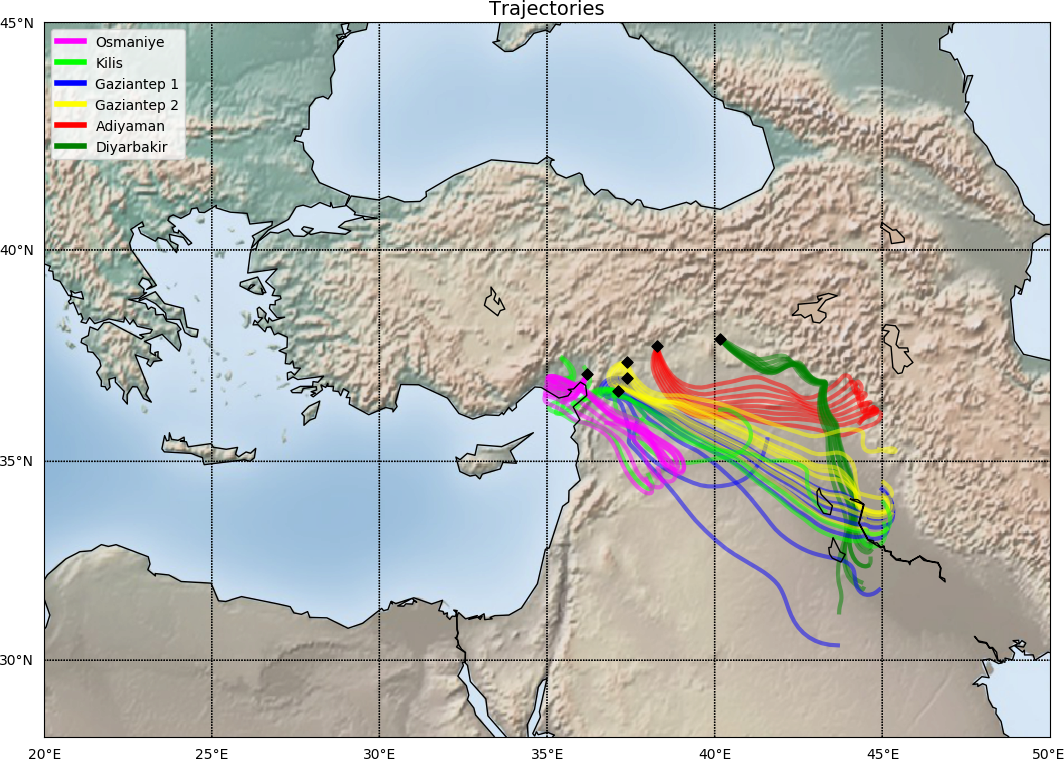 Trajectories
45°N
Osmaniye
Kilis
Gaziantep 1
Gaziantep 2
Adiyaman
Diyarbakir
40°N
35°N
30°N
20°E 25°E 30°E 35°E 40°E 45°E 50°E